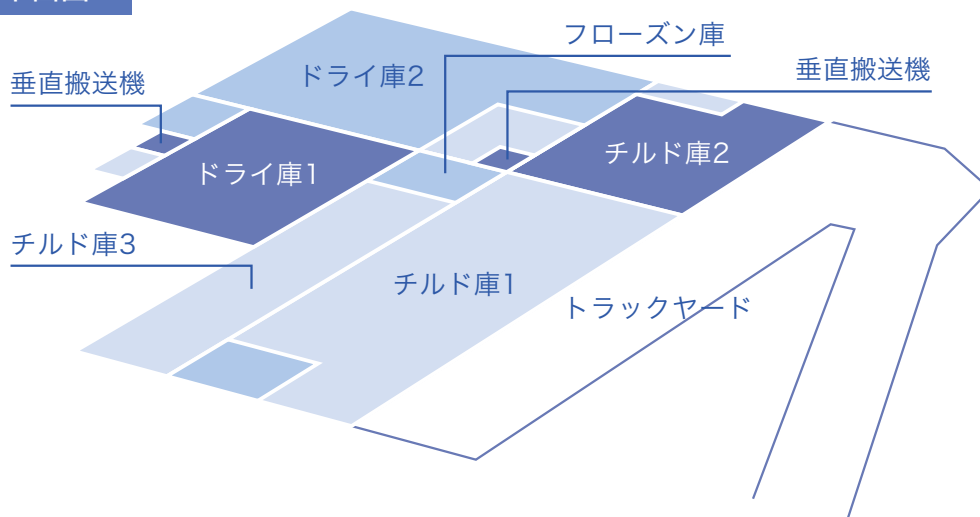 フローズン庫
垂直搬送機
ドライ庫2
垂直搬送機
チルド庫2
ドライ庫1
チルド庫3
チルド庫1
トラックヤード